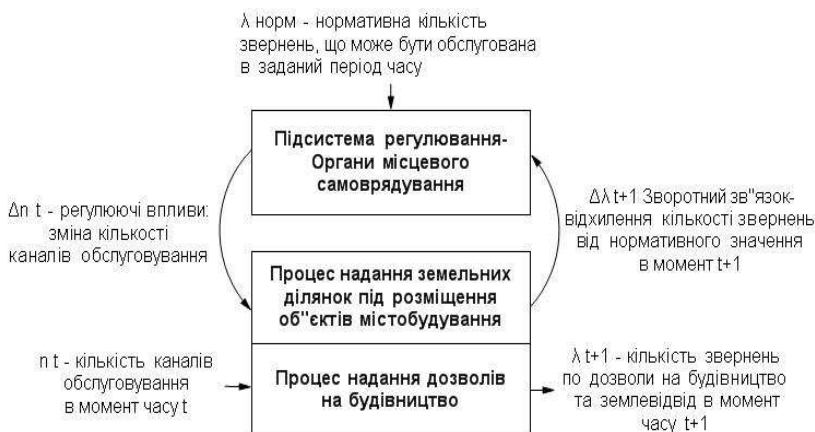 λ норм - нормативна кількість
звернень, що може бути обслугована
в заданий період часу
Підсистема регулювання-
Органи місцевого
самоврядування
Δn t - регулюючі впливи:
зміна кількості
каналів обслуговування
Δλ t+1 Зворотний зв"язок-
відхилення кількості звернень
від нормативного значення
в момент t+1
Процес надання земельних
ділянок під розміщення
об"єктів містобудування
n t - кількість каналів
обслуговування
в момент часу t
Процес надання дозволів
на будівництво
λ t+1 - кількість звернень
по дозволи на будівництво
та землевідвід в момент
часу t+1